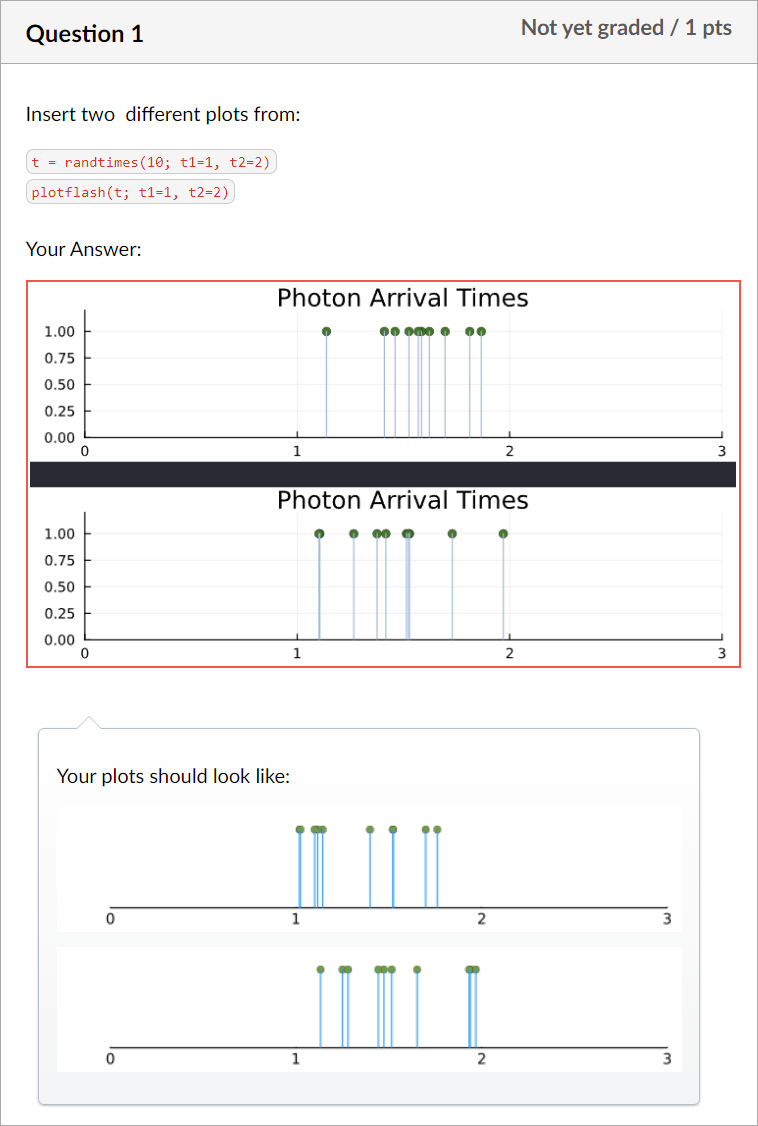 Question 1
Not yet graded / 1 pts
Insert two different plots from:
t = randtimes(10; t1=1, t2=2)
plotflash(t; t1=1, t2=2)
Your Answer:
Photon Arrival Times
1.00
0.75
0.50
0.25
0.00
0 1 2 3
Photon Arrival Times
1.00
0.75
0.50
0.25
0.00
0 1 2 3
Your plots should look like:
0 1 2 3
0 1 2 3